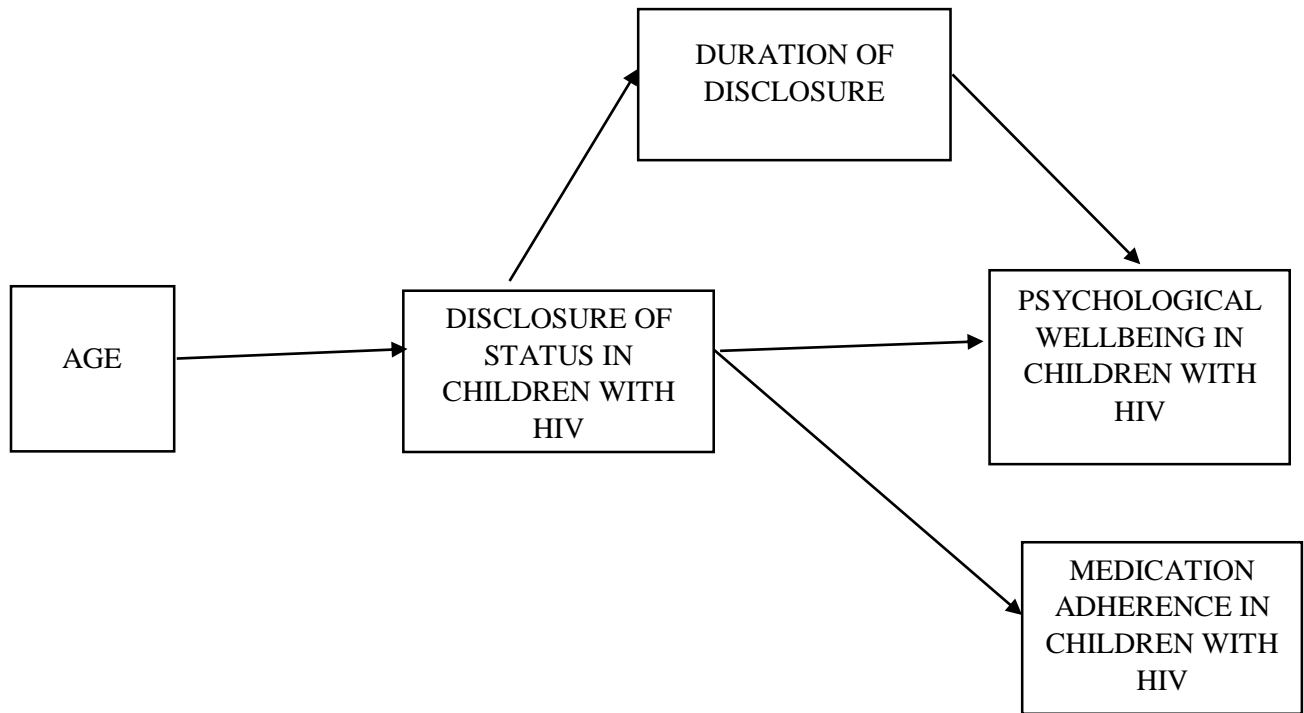 DURATION OF
DISCLOSURE
AGE
DISCLOSURE OF
STATUS IN
CHILDREN WITH
HIV
PSYCHOLOGICAL
WELLBEING IN
CHILDREN WITH
HIV
MEDICATION
ADHERENCE IN
CHILDREN WITH
HIV